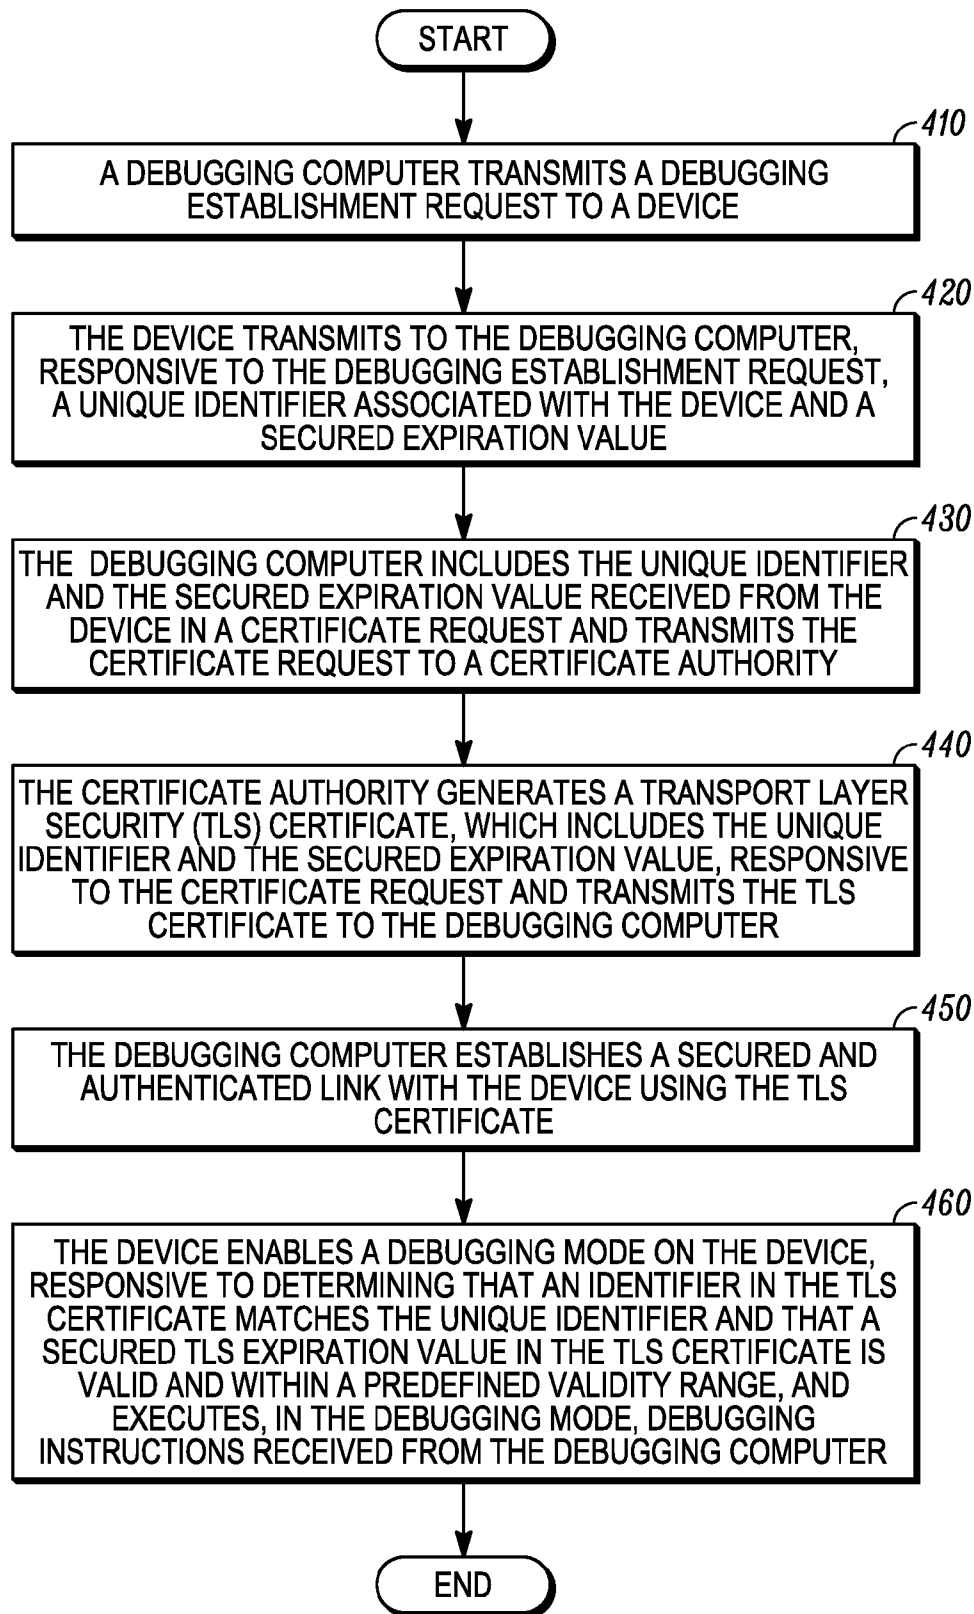 START
410
A DEBUGGING COMPUTER TRANSMITS A DEBUGGING
ESTABLISHMENT REQUEST TO A DEVICE
420
THE DEVICE TRANSMITS TO THE DEBUGGING COMPUTER,
RESPONSIVE TO THE DEBUGGING ESTABLISHMENT REQUEST,
A UNIQUE IDENTIFIER ASSOCIATED WITH THE DEVICE AND A
SECURED EXPIRATION VALUE
430
THE DEBUGGING COMPUTER INCLUDES THE UNIQUE IDENTIFIER
AND THE SECURED EXPIRATION VALUE RECEIVED FROM THE
DEVICE IN A CERTIFICATE REQUEST AND TRANSMITS THE
CERTIFICATE REQUEST TO A CERTIFICATE AUTHORITY
440
THE CERTIFICATE AUTHORITY GENERATES A TRANSPORT LAYER
SECURITY (TLS) CERTIFICATE, WHICH INCLUDES THE UNIQUE
IDENTIFIER AND THE SECURED EXPIRATION VALUE, RESPONSIVE
TO THE CERTIFICATE REQUEST AND TRANSMITS THE TLS
CERTIFICATE TO THE DEBUGGING COMPUTER
450
THE DEBUGGING COMPUTER ESTABLISHES A SECURED AND
AUTHENTICATED LINK WITH THE DEVICE USING THE TLS
CERTIFICATE
460
THE DEVICE ENABLES A DEBUGGING MODE ON THE DEVICE,
RESPONSIVE TO DETERMINING THAT AN IDENTIFIER IN THE TLS
CERTIFICATE MATCHES THE UNIQUE IDENTIFIER AND THAT A
SECURED TLS EXPIRATION VALUE IN THE TLS CERTIFICATE IS
VALID AND WITHIN A PREDEFINED VALIDITY RANGE, AND
EXECUTES, IN THE DEBUGGING MODE, DEBUGGING
INSTRUCTIONS RECEIVED FROM THE DEBUGGING COMPUTER
END